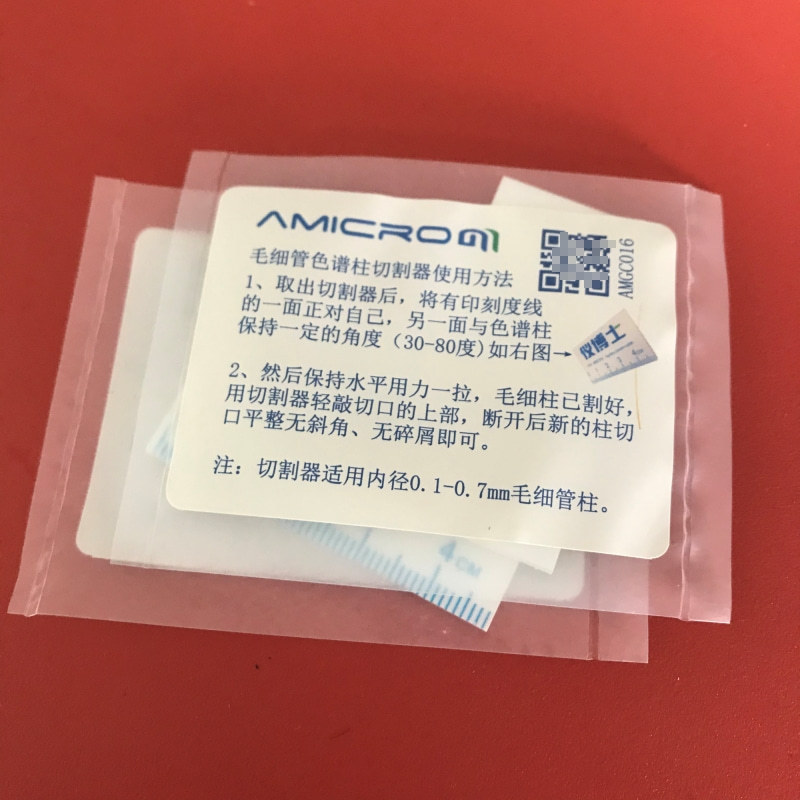 AMICROM
AMGC016
毛细管色谱柱切割器使用方法
1、取出切割器后，将有印刻度线
的一面正对自己，另一面与色谱柱
保持一定的角度（30-80度)如右图→
仪博士
2、然后保持水平用力一拉，毛细柱已割好，
用切割器轻敲切口的上部，断开后新的柱切
口平整无斜角、无碎屑即可。
注：切割器适用内径0.1-0.7mm毛细管柱。
4CM